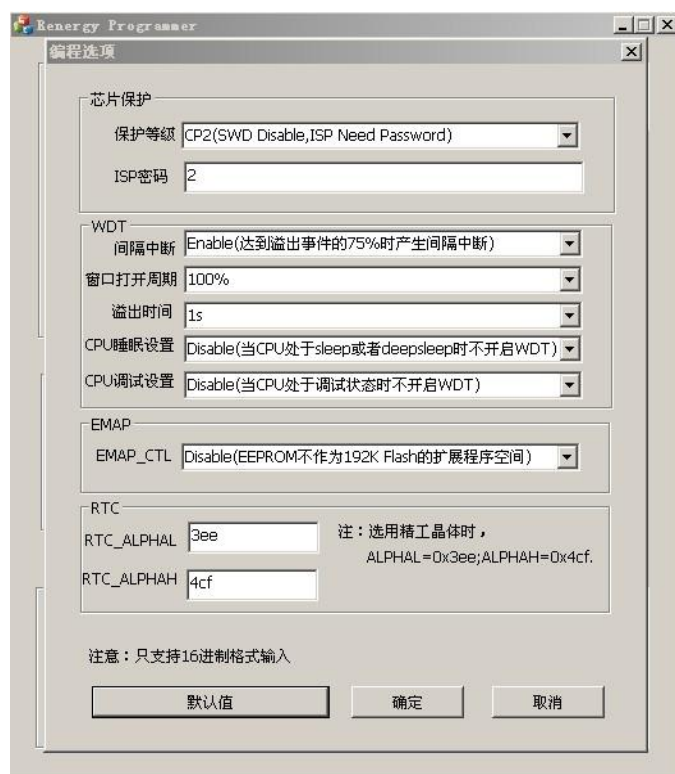 Renergy Programmer
编程选项
芯片保护
保护等级 CP2(SWD Disable,ISP Need Password)
ISP密码 2
WDT
间隔中断 Enable(达到溢出事件的75%时产生间隔中断)
窗口打开周期 100%
溢出时间 1s
CPU睡眠设置 Disable(当CPU处于sleep或者deepsleep时不开启WDT)
CPU调试设置 Disable(当CPU处于调试状态时不开启WDT)
EMAP
EMAP_CTL Disable(EEPROM不作为192K Flash的扩展程序空间)
RTC
RTC_ALPHAL 3ee
注：选用精工晶体时，
ALPHAL=0x3ee;ALPHAH=0x4cf.
RTC_ALPHAH 4cf
注意：只支持16进制格式输入
默认值 确定 取消